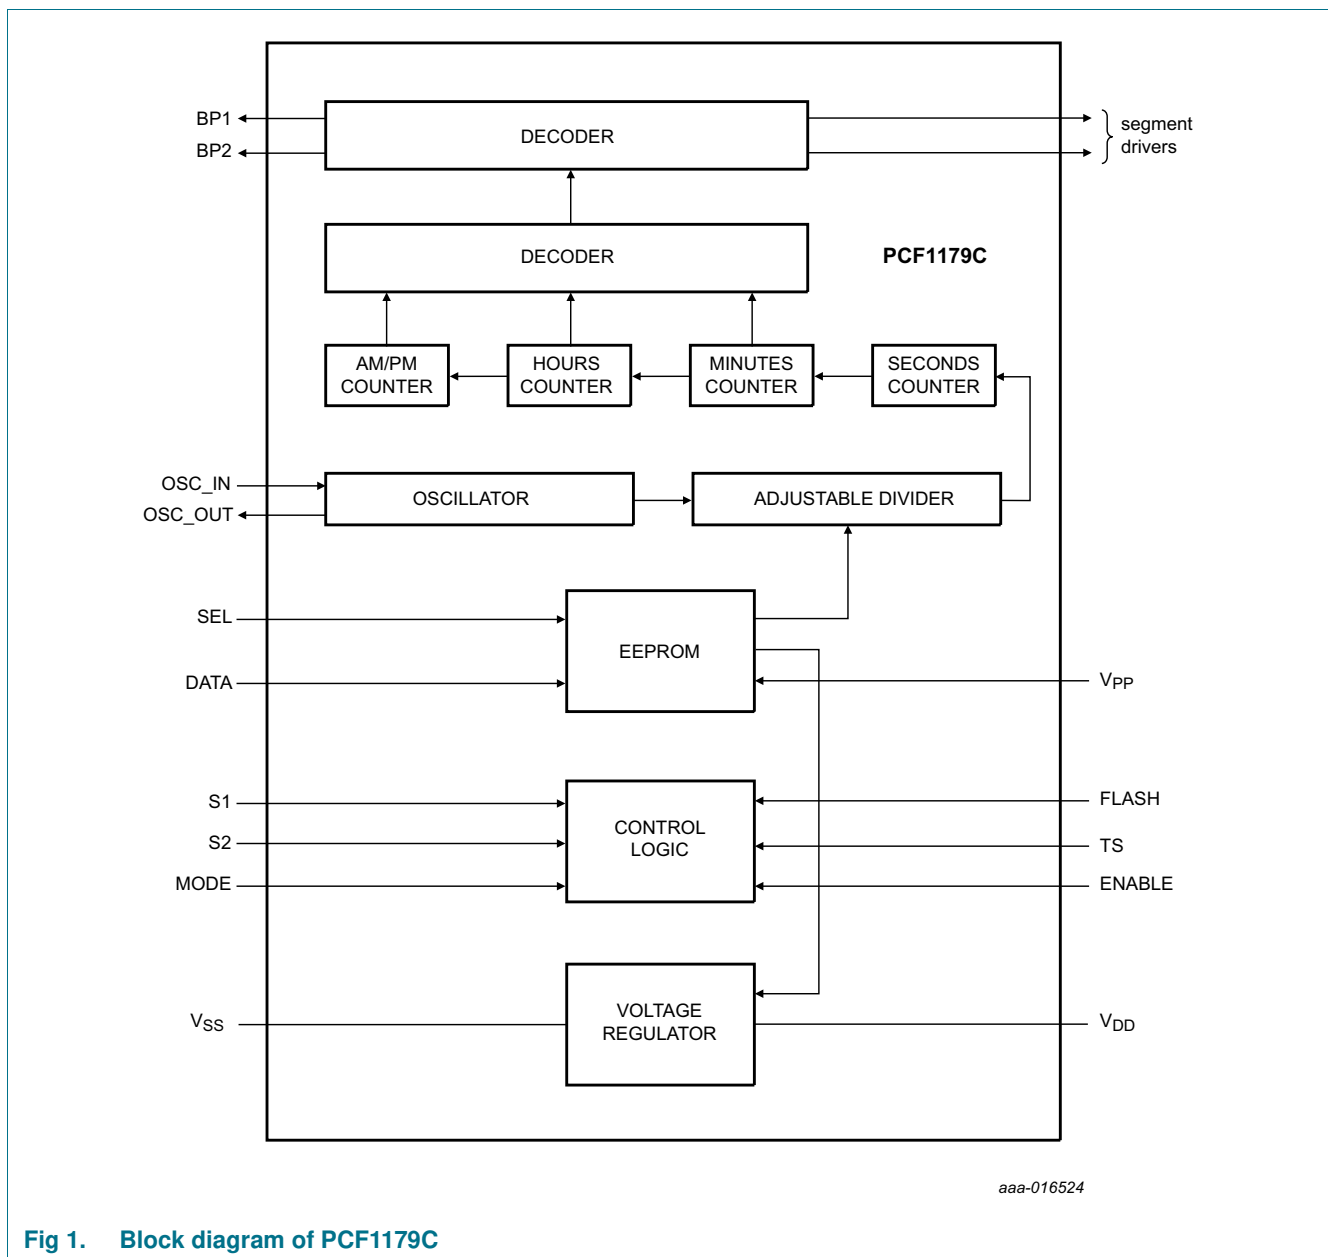 BP1
BP2
DECODER
segment
drivers
DECODER
PCF1179C
AM/PM
COUNTER
HOURS
COUNTER
MINUTES
COUNTER
SECONDS
COUNTER
OSC_IN
OSC_OUT
OSCILLATOR
ADJUSTABLE DIVIDER
SEL
DATA
EEPROM
VPP
S1
S2
MODE
CONTROL
LOGIC
FLASH
TS
ENABLE
VSS
VOLTAGE
REGULATOR
VDD
aaa-016524
Fig 1. Block diagram of PCF1179C